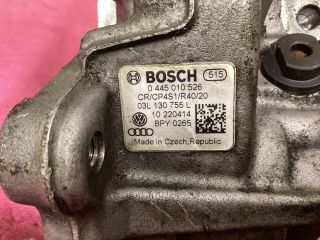 BOSCH 515
0 445 010 526
CR/CP4S1/R40/20
03L 130 755 L
10 220414
BPY 0265
Made in Czech.Republic